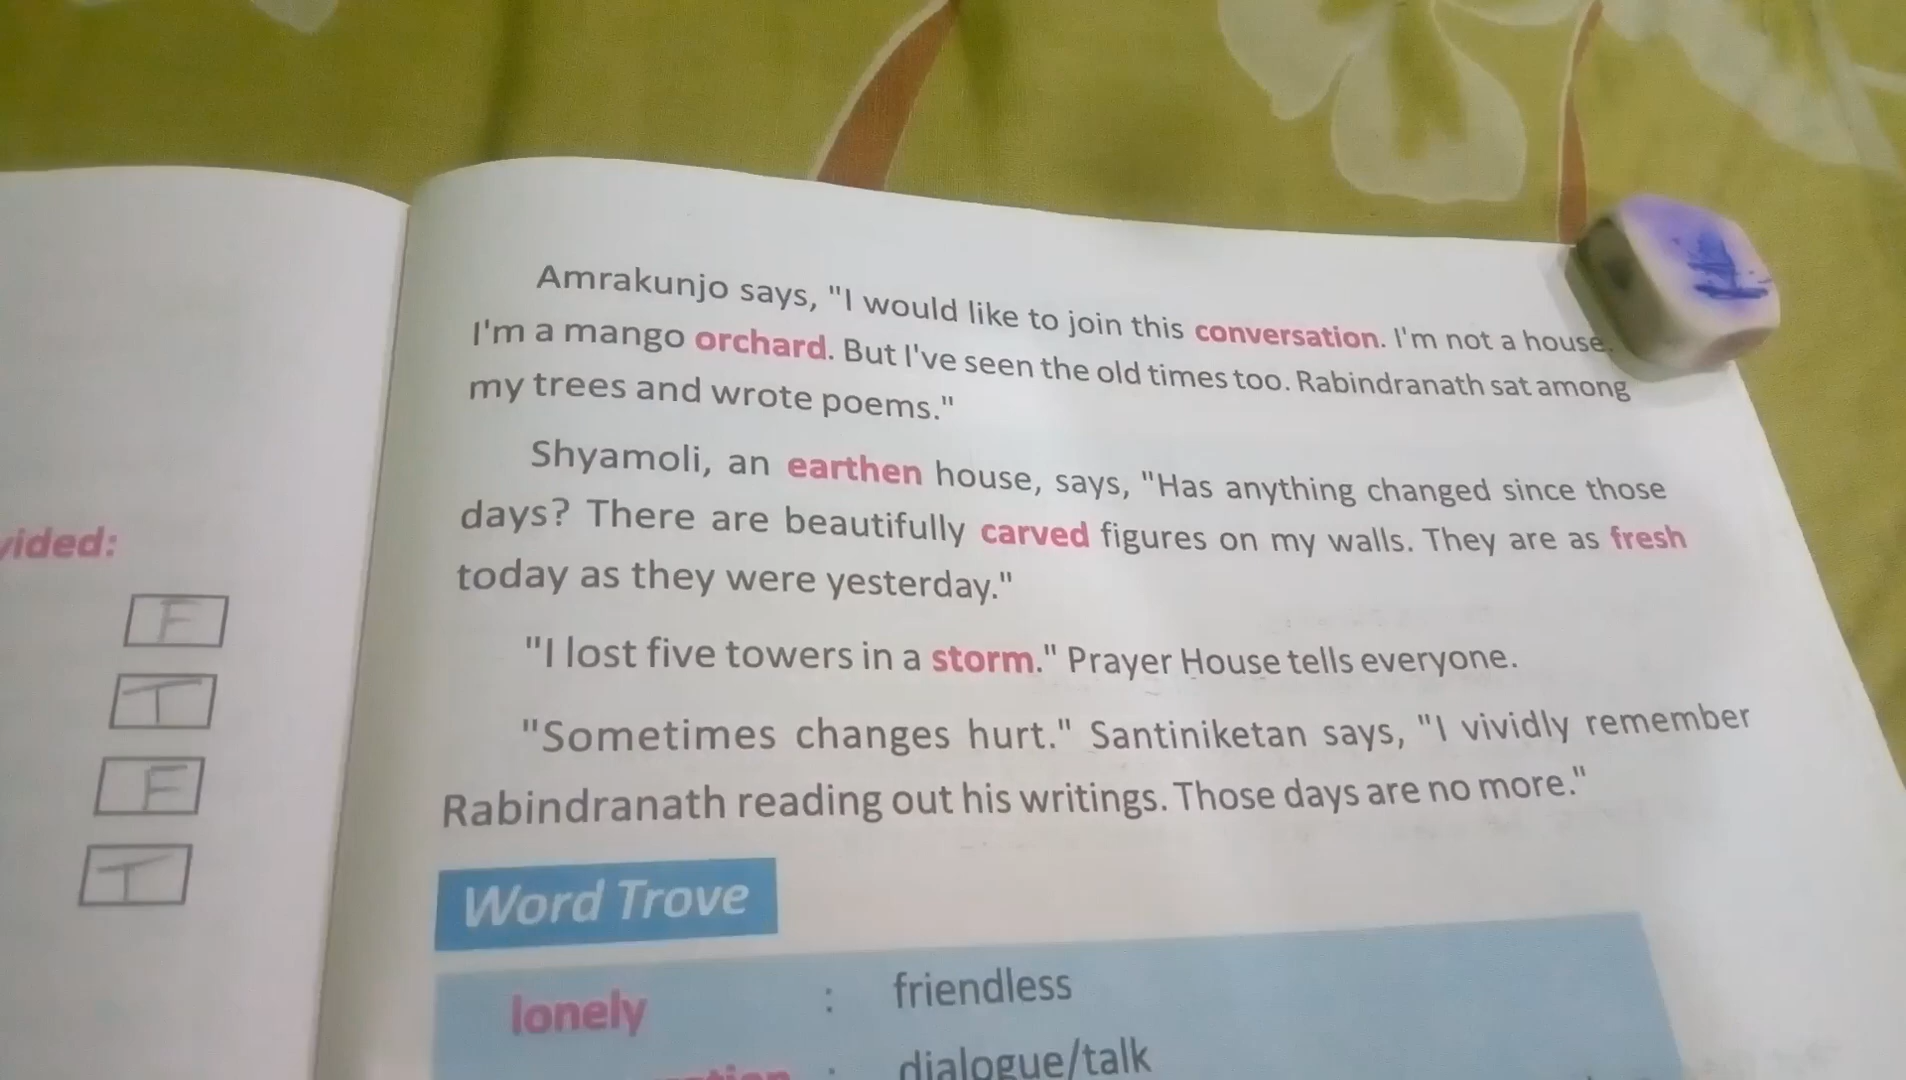 vided:
F
T
F
T
Amrakunjo says, "I would like to join this conversation. I'm not a house.
I'm a mango orchard. But I've seen the old times too. Rabindranath sat among
my trees and wrote poems."
Shyamoli, an earthen house, says, "Has anything changed since those
days? There are beautifully carved figures on my walls. They are as fresh
today as they were yesterday."
"I lost five towers in a storm." Prayer House tells everyone.
"Sometimes changes hurt." Santiniketan says, "I vividly remember
Rabindranath reading out his writings. Those days are no more."
Word Trove
lonely : friendless
: dialogue/talk